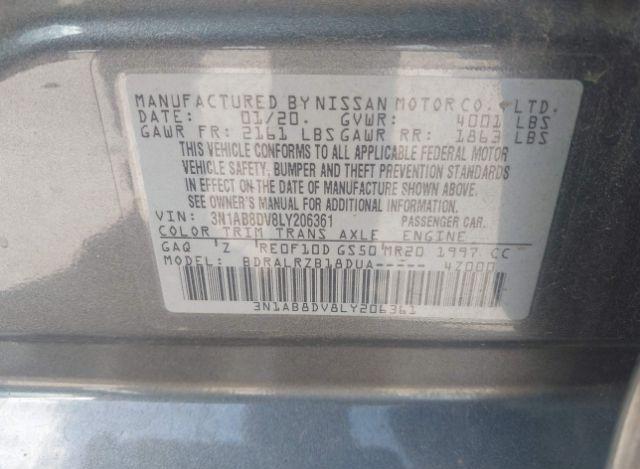 MANUFACTURED BY NISSAN MOTOR CO., LTD.
DATE: 01/20. GVWR: 4001 LBS
GAWR FR: 2161 LBS GAWR RR: 1863 LBS
THIS VEHICLE CONFORMS TO ALL APPLICABLE FEDERAL MOTOR
VEHICLE SAFETY, BUMPER AND THEFT PREVENTION STANDARDS
IN EFFECT ON THE DATE OF MANUFACTURE SHOWN ABOVE.
SEE OWNER'S MANUAL FOR ADDITIONAL INFORMATION.
VIN: 3N1AB8DV8LY206361 PASSENGER CAR.
COLOR TRIM TRANS AXLE ENGINE
GAQ Z RE0F10D GS50 MR20 1997 CC
MODEL: BDRALRZB18DUA----- 4Z000
3N1AB8DV8LY206361